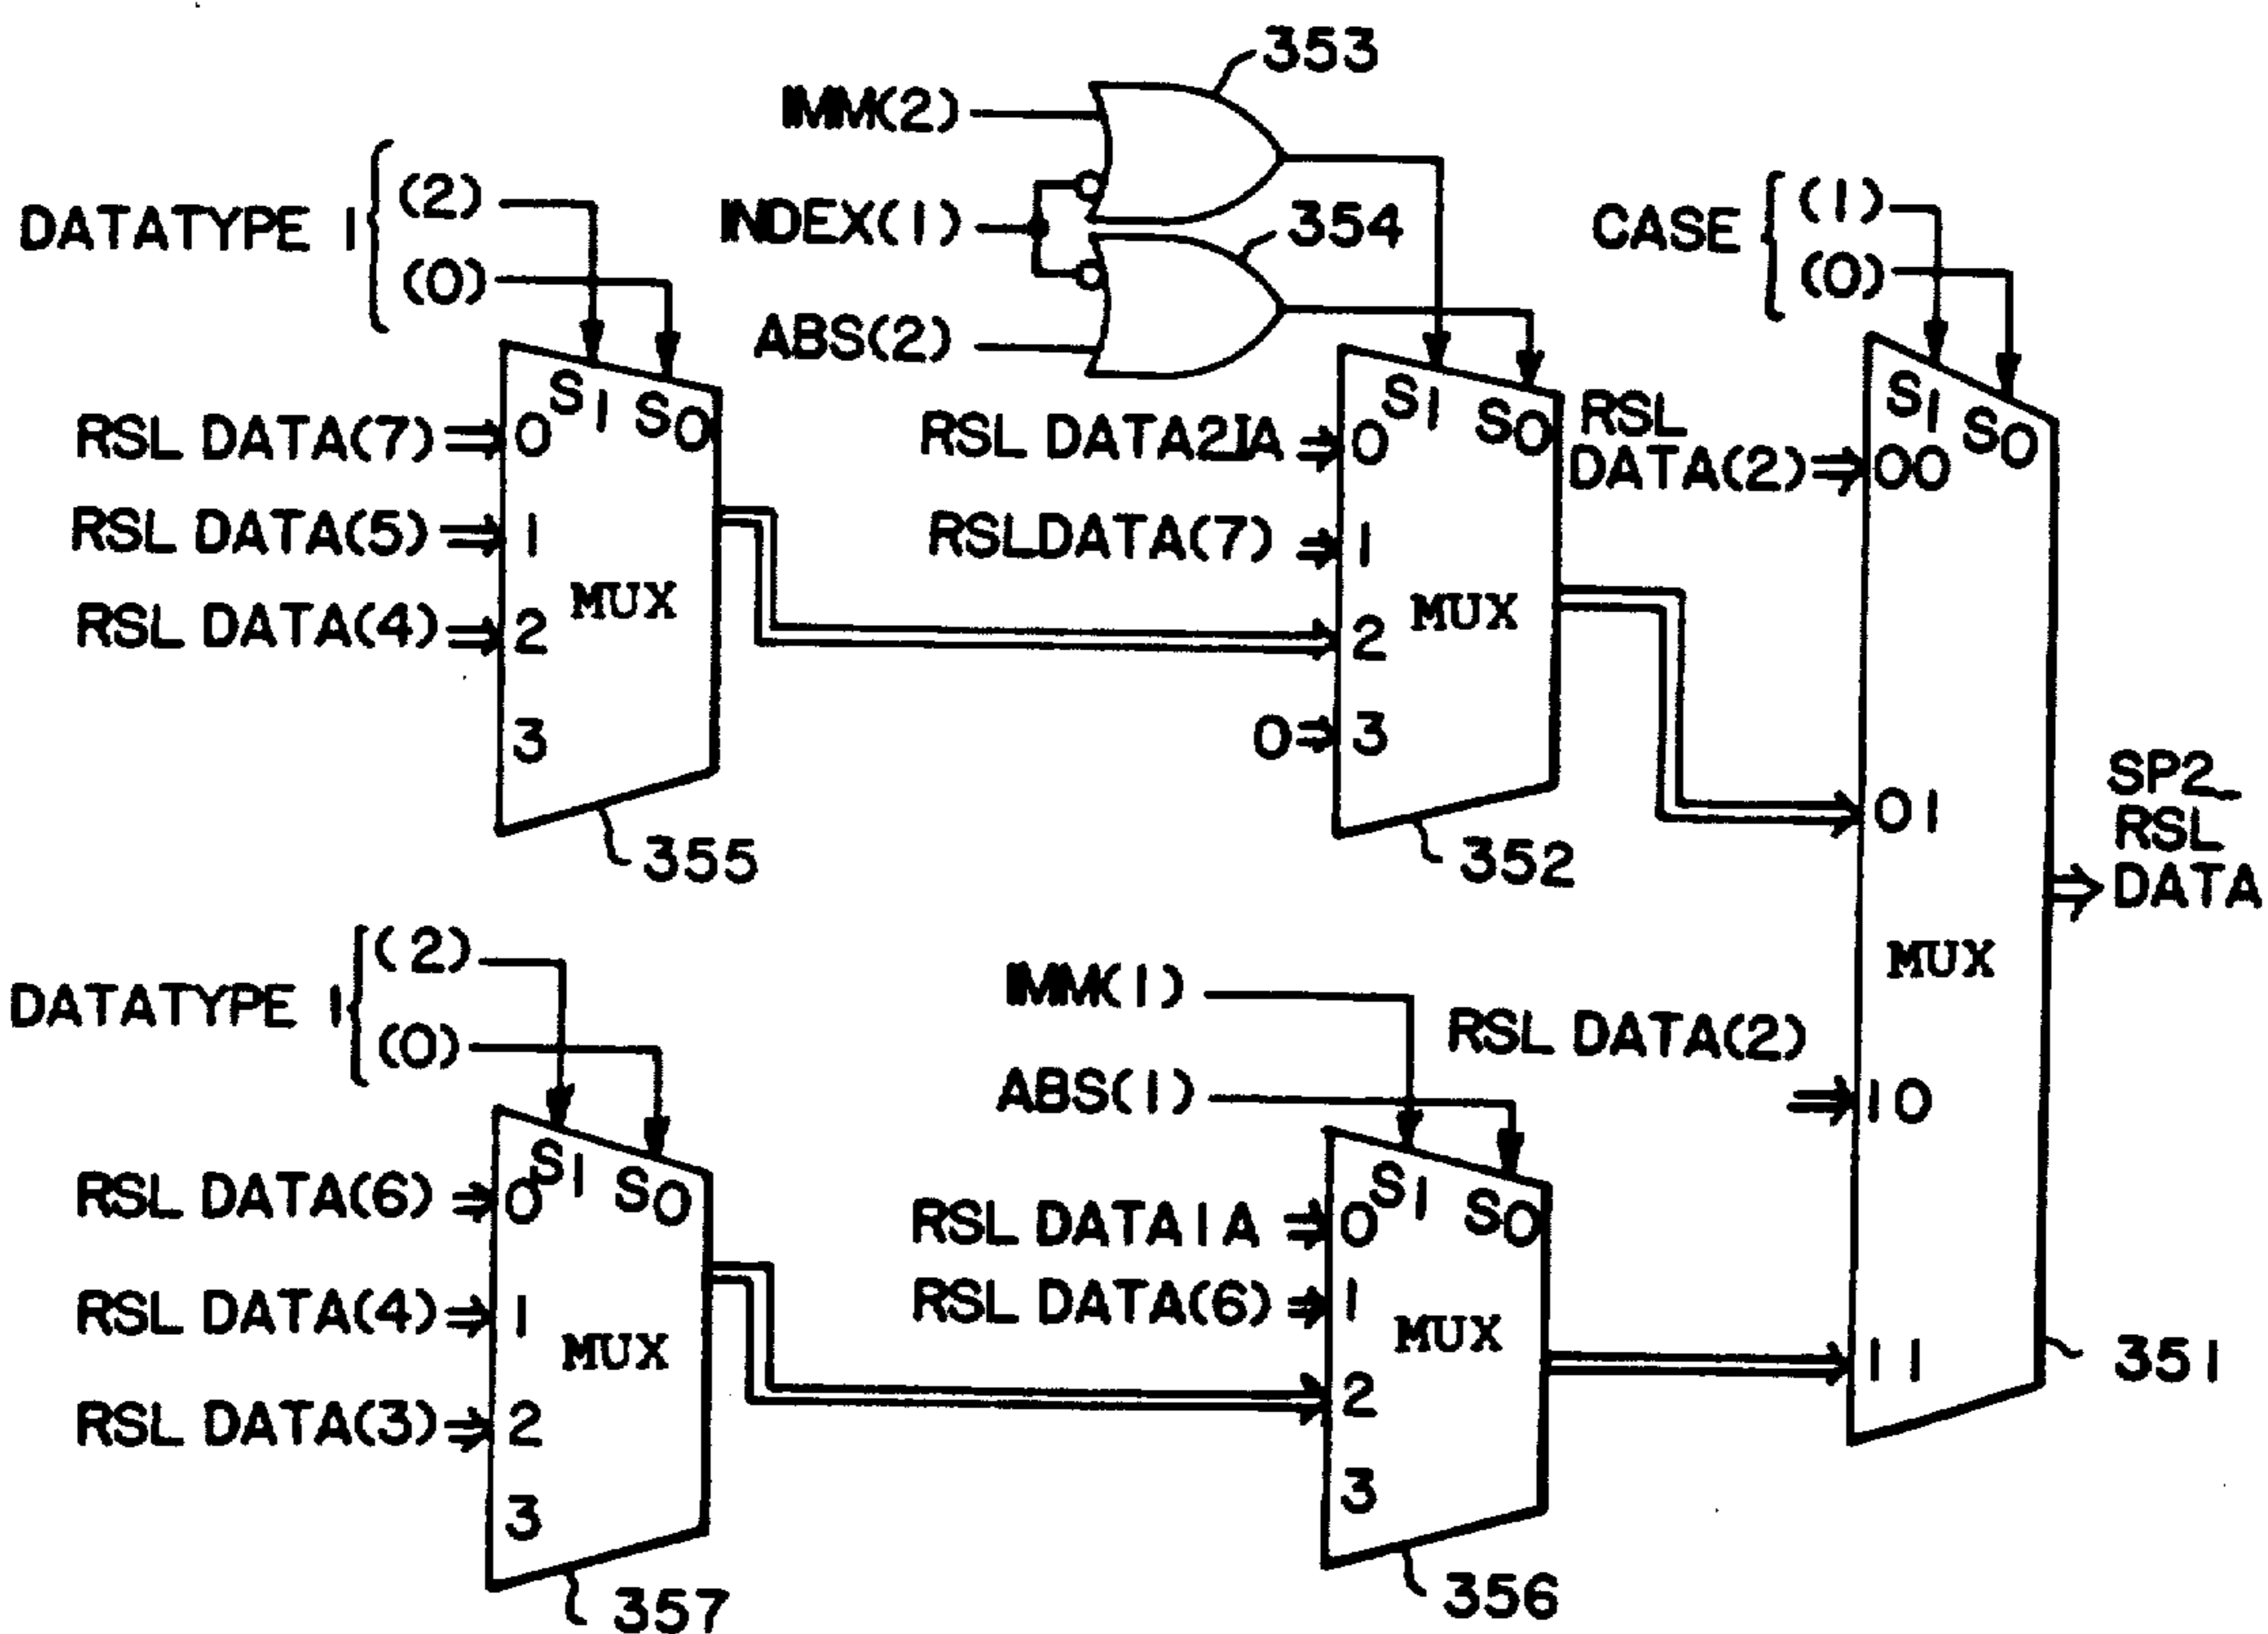 353
IMM(2)
DATATYPE 1
(2)
(0)
INDEX(1)
354
ABS(2)
CASE
(1)
(0)
S1
S0
RSL DATA(7)
0
RSL DATA(5)
1
RSL DATA(4)
2
MUX
3
355
S1
S0
RSL DATA2IA
0
RSLDATA(7)
1
MUX
2
0
3
352
RSL
DATA(2)
S1
S0
00
01
SP2_
RSL
DATA
MUX
RSL DATA(2)
10
11
351
DATATYPE 1
(2)
(0)
S1
S0
RSL DATA(6)
0
RSL DATA(4)
1
MUX
RSL DATA(3)
2
3
357
IMM(1)
ABS(1)
S1
S0
RSL DATA1A
0
RSL DATA(6)
1
MUX
2
3
356